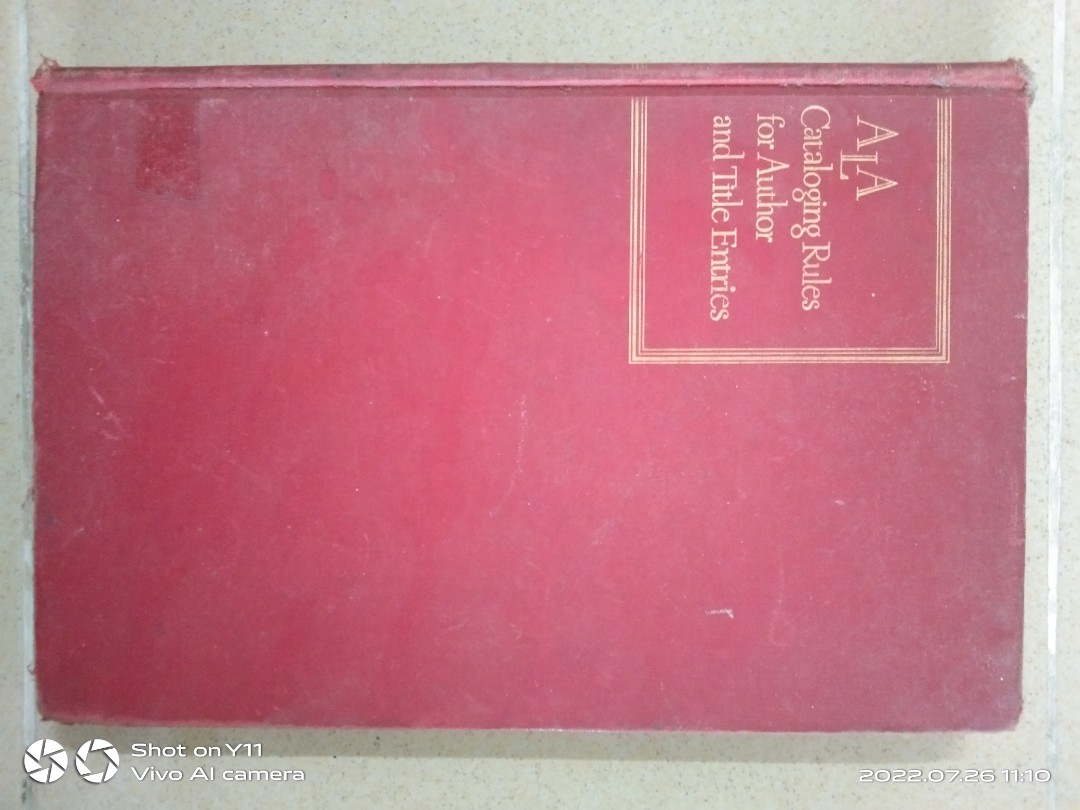 ALA
Cataloging Rules
for Author
and Title Entries
Shot on Y11
Vivo AI camera
2022.07.26 11:10